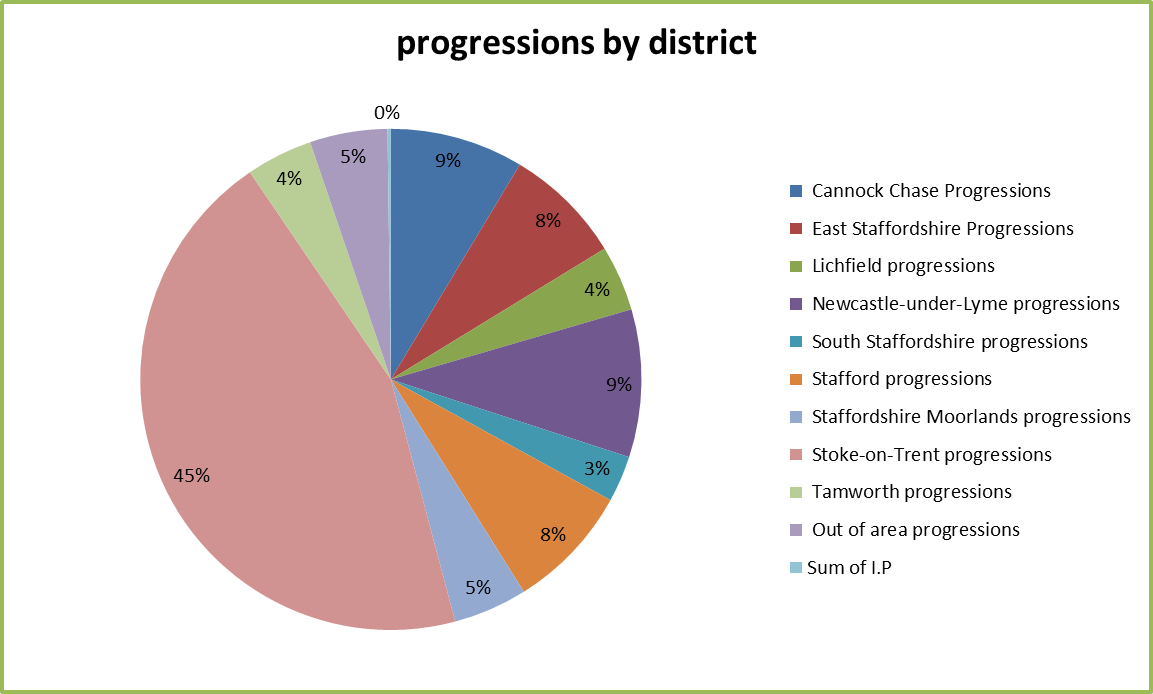 progressions by district
0%
9%
8%
4%
9%
3%
8%
5%
45%
4%
5%
Cannock Chase Progressions
East Staffordshire Progressions
Lichfield progressions
Newcastle-under-Lyme progressions
South Staffordshire progressions
Stafford progressions
Staffordshire Moorlands progressions
Stoke-on-Trent progressions
Tamworth progressions
Out of area progressions
Sum of I.P